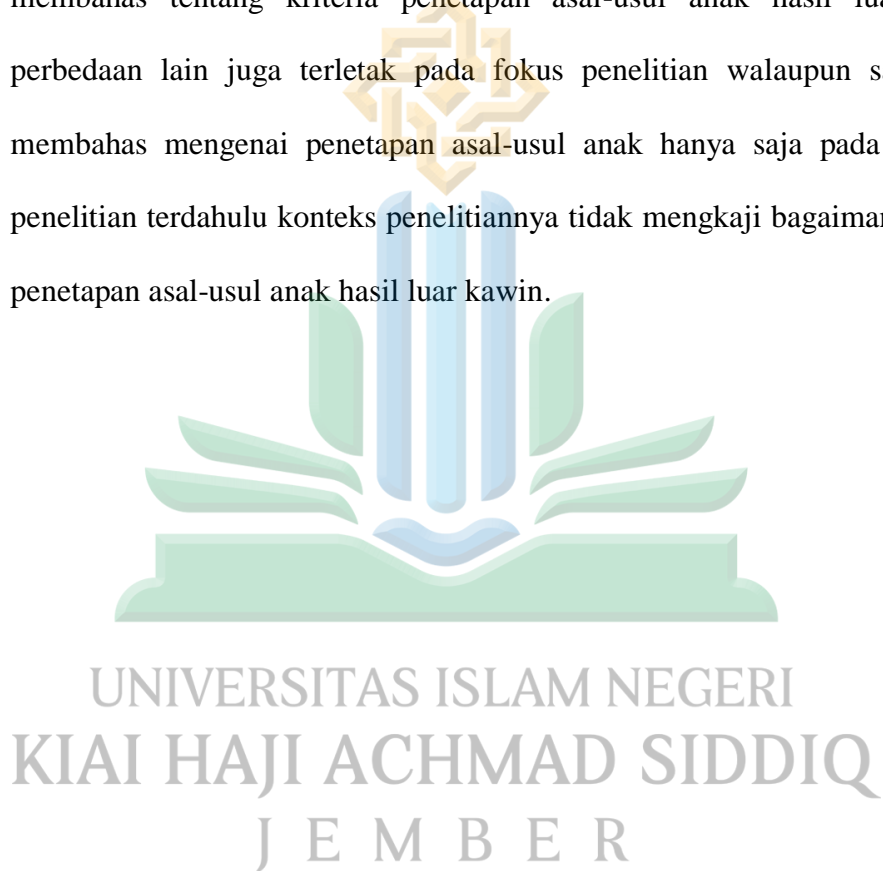 membahas tentang kriteria penetapan asal-usul anak hasil
perbedaan lain juga terletak pada fokus penelitian walaupun
membahas mengenai penetapan asal-usul anak hanya saja pada
penelitian terdahulu konteks penelitiannya tidak mengkaji
penetapan asal-usul anak hasil luar kawin.
UNIVERSITAS ISLAM NEGERI
KIAI HAJI ACHMAD SIDDIQ
J E M B E R